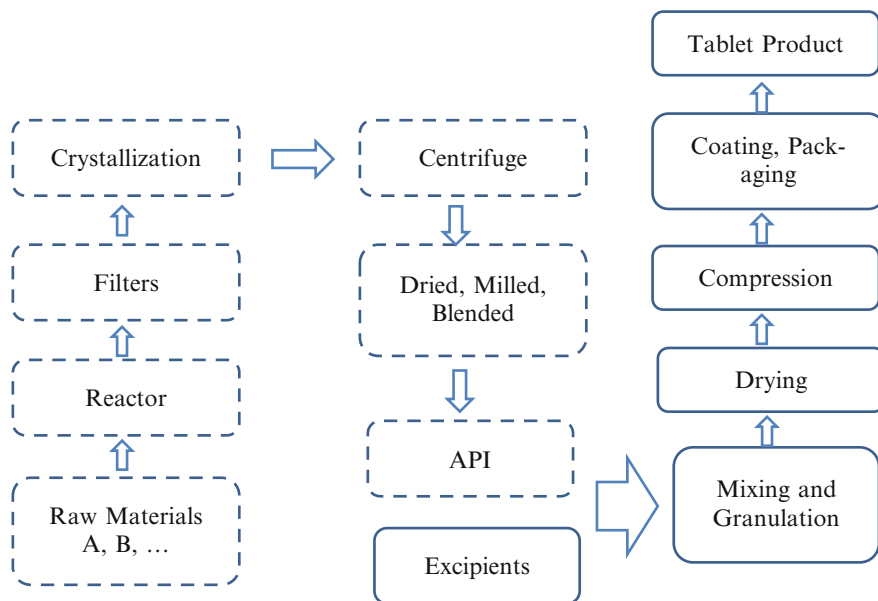 Raw Materials
A, B, ...
Reactor
Filters
Crystallization
Centrifuge
Dried, Milled,
Blended
API
Excipients
Mixing and
Granulation
Drying
Compression
Coating, Pack-
aging
Tablet Product